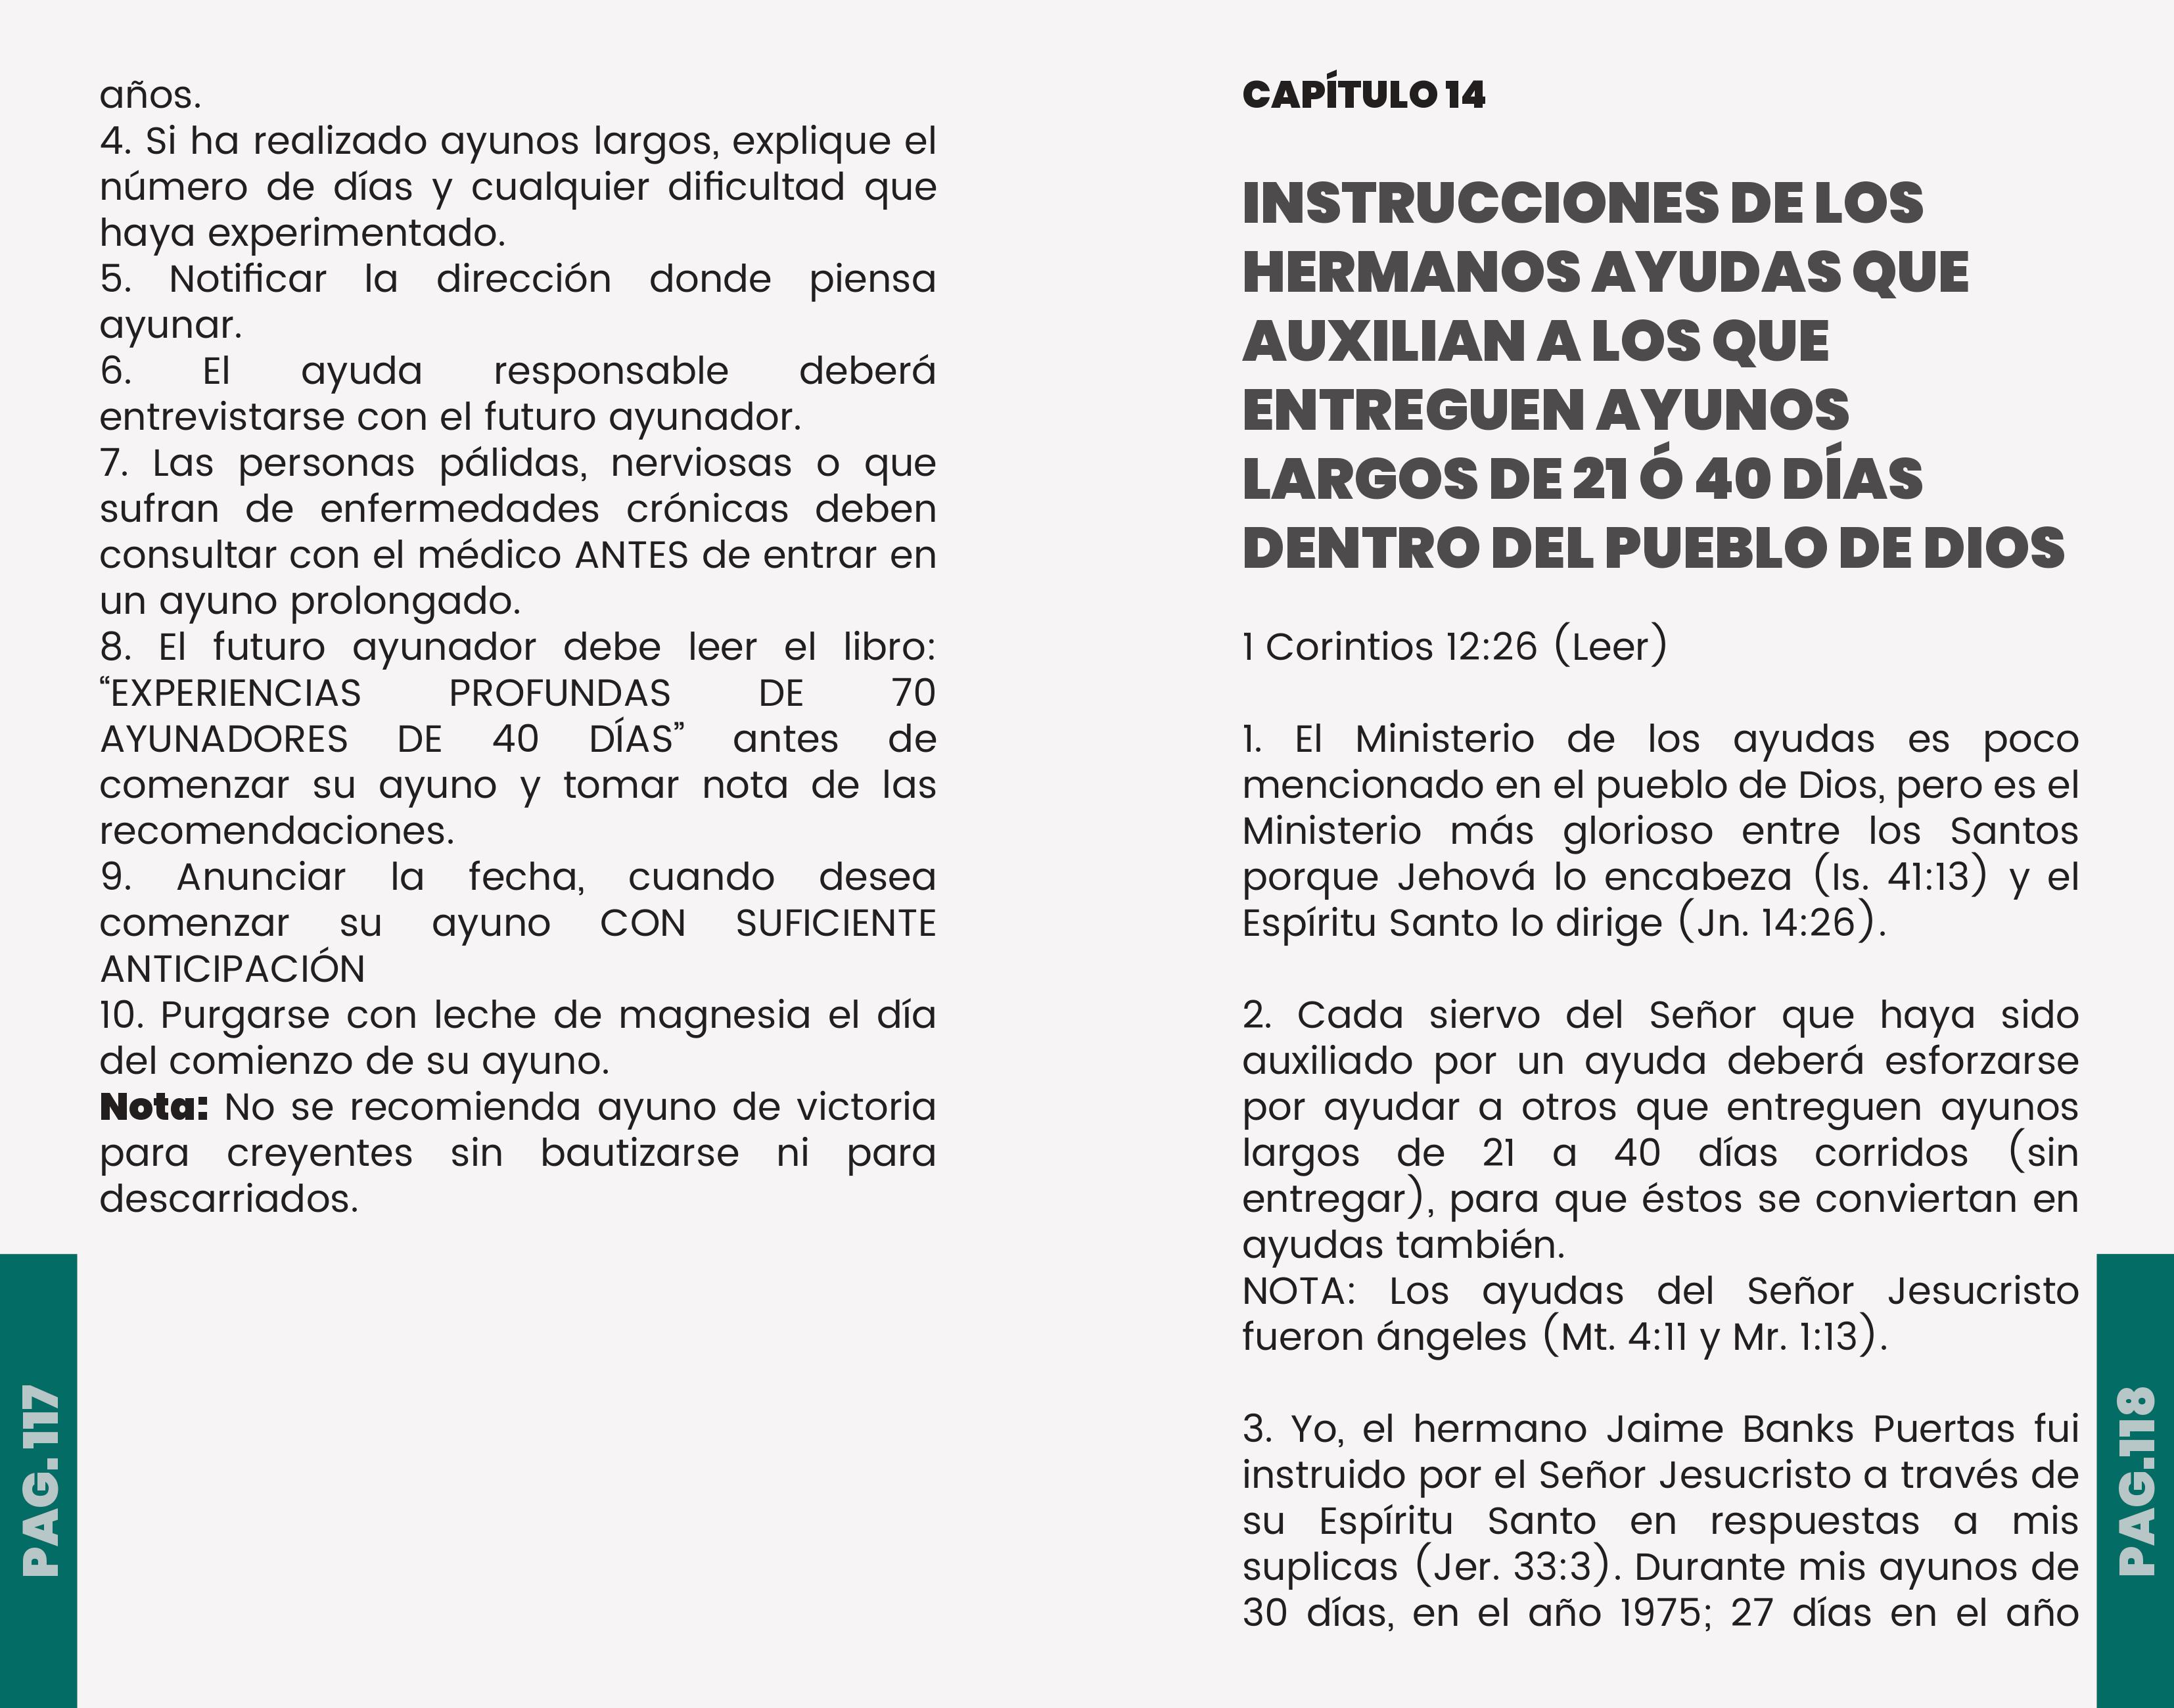 años.
4. Si ha realizado ayunos largos, explique el
número de días y cualquier dificultad que
haya experimentado.
5. Notificar la dirección donde piensa
ayunar.
6. El ayuda responsable deberá
entrevistarse con el futuro ayunador.
7. Las personas pálidas, nerviosas o que
sufran de enfermedades crónicas deben
consultar con el médico ANTES de entrar en
un ayuno prolongado.
8. El futuro ayunador debe leer el libro:
“EXPERIENCIAS PROFUNDAS DE 70
AYUNADORES DE 40 DÍAS” antes de
comenzar su ayuno y tomar nota de las
recomendaciones.
9. Anunciar la fecha, cuando desea
comenzar su ayuno CON SUFICIENTE
ANTICIPACIÓN
10. Purgarse con leche de magnesia el día
del comienzo de su ayuno.
Nota: No se recomienda ayuno de victoria
para creyentes sin bautizarse ni para
descarriados.
PAG. 117
CAPÍTULO 14
INSTRUCCIONES DE LOS
HERMANOS AYUDAS QUE
AUXILIAN A LOS QUE
ENTREGUEN AYUNOS
LARGOS DE 21 Ó 40 DÍAS
DENTRO DEL PUEBLO DE DIOS
1 Corintios 12:26 (Leer)
1. El Ministerio de los ayudas es poco
mencionado en el pueblo de Dios, pero es el
Ministerio más glorioso entre los Santos
porque Jehová lo encabeza (Is. 41:13) y el
Espíritu Santo lo dirige (Jn. 14:26).
2. Cada siervo del Señor que haya sido
auxiliado por un ayuda deberá esforzarse
por ayudar a otros que entreguen ayunos
largos de 21 a 40 días corridos (sin
entregar), para que éstos se conviertan en
ayudas también.
NOTA: Los ayudas del Señor Jesucristo
fueron ángeles (Mt. 4:11 y Mr. 1:13).
3. Yo, el hermano Jaime Banks Puertas fui
instruido por el Señor Jesucristo a través de
su Espíritu Santo en respuestas a mis
suplicas (Jer. 33:3). Durante mis ayunos de
30 días, en el año 1975; 27 días en el año
PAG.118